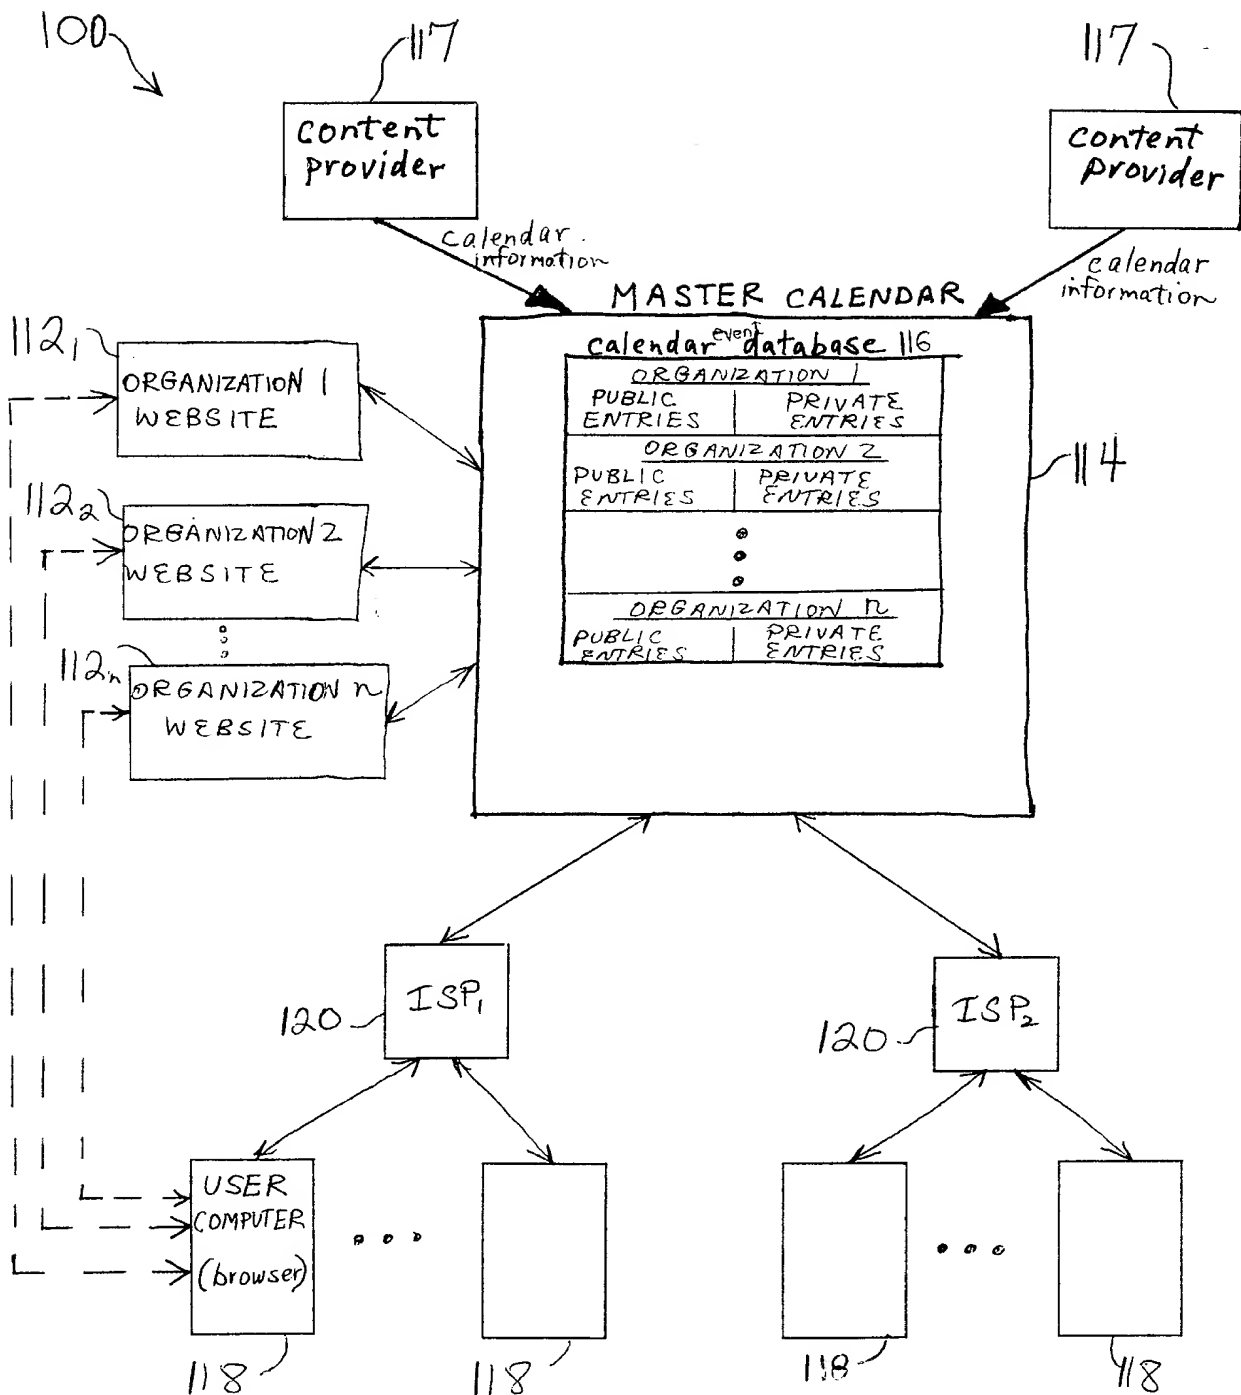 100
117
117
content
provider
content
provider
calendar
information
calendar
information
MASTER CALENDAR
calendar event database 116
ORGANIZATION 1
PUBLIC
ENTRIES
PRIVATE
ENTRIES
ORGANIZATION 2
PUBLIC
ENTRIES
PRIVATE
ENTRIES
ORGANIZATION n
PUBLIC
ENTRIES
PRIVATE
ENTRIES
114
112₁
ORGANIZATION 1
WEBSITE
112₂
ORGANIZATION 2
WEBSITE
112ₙ
ORGANIZATION n
WEBSITE
120
ISP₁
120
ISP₂
USER
COMPUTER
(browser)
118
118
118
118